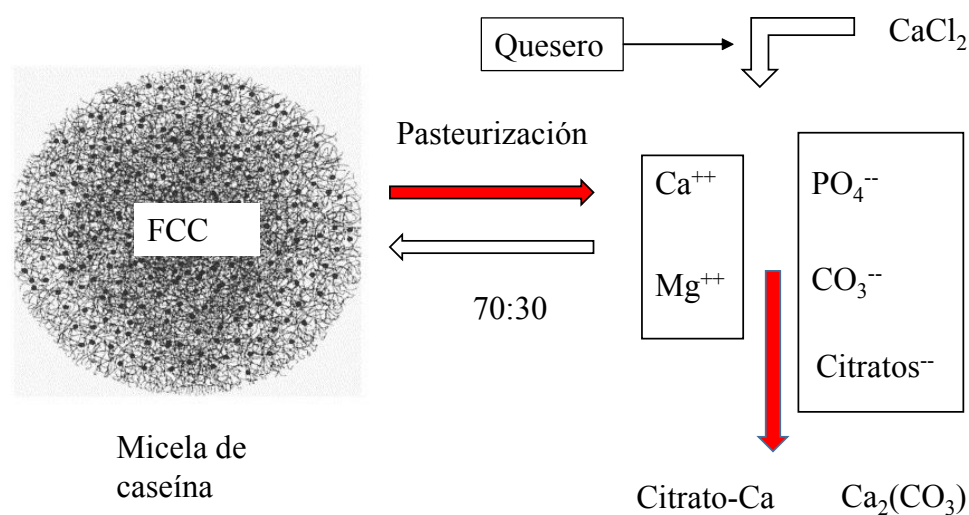 Quesero
CaCl₂
Pasteurización
Ca⁺⁺
PO₄⁻⁻
FCC
Mg⁺⁺
CO₃⁻⁻
70:30
Citratos⁻⁻
Micela de
caseína
Citrato-Ca
Ca₂(CO₃)